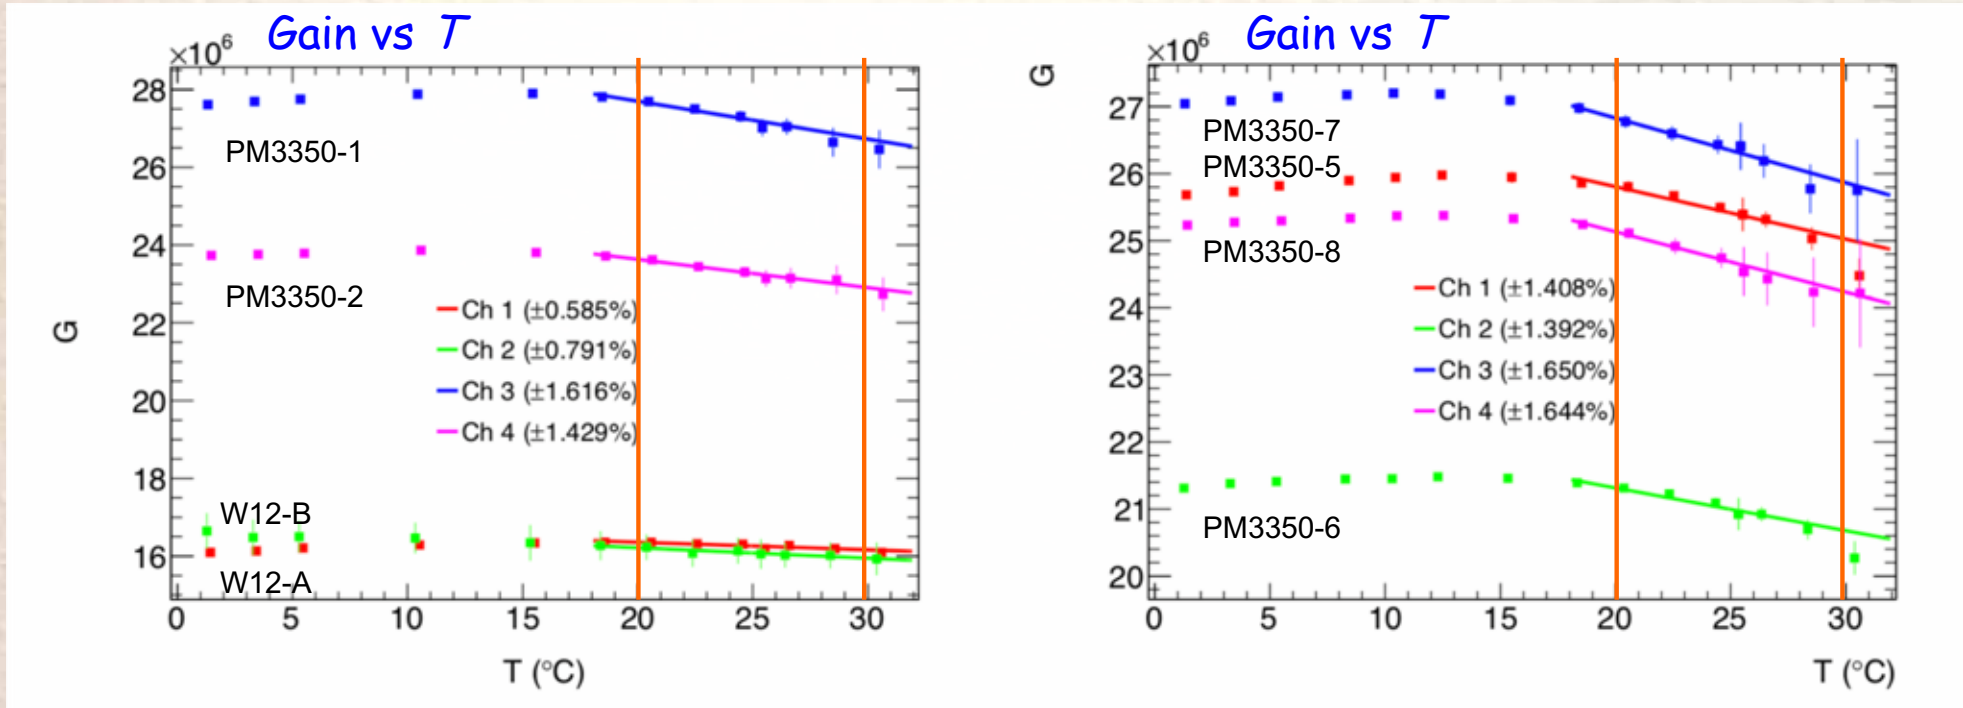 Gain vs T
×10⁶
28
26
24
22
20
18
16
G
PM3350-1
PM3350-2
Ch 1 (±0.585%)
Ch 2 (±0.791%)
Ch 3 (±1.616%)
Ch 4 (±1.429%)
W12-B
W12-A
0 5 10 15 20 25 30
T (°C)
Gain vs T
×10⁶
G
27
26
25
24
23
22
21
20
PM3350-7
PM3350-5
PM3350-8
Ch 1 (±1.408%)
Ch 2 (±1.392%)
Ch 3 (±1.650%)
Ch 4 (±1.644%)
PM3350-6
0 5 10 15 20 25 30
T (°C)